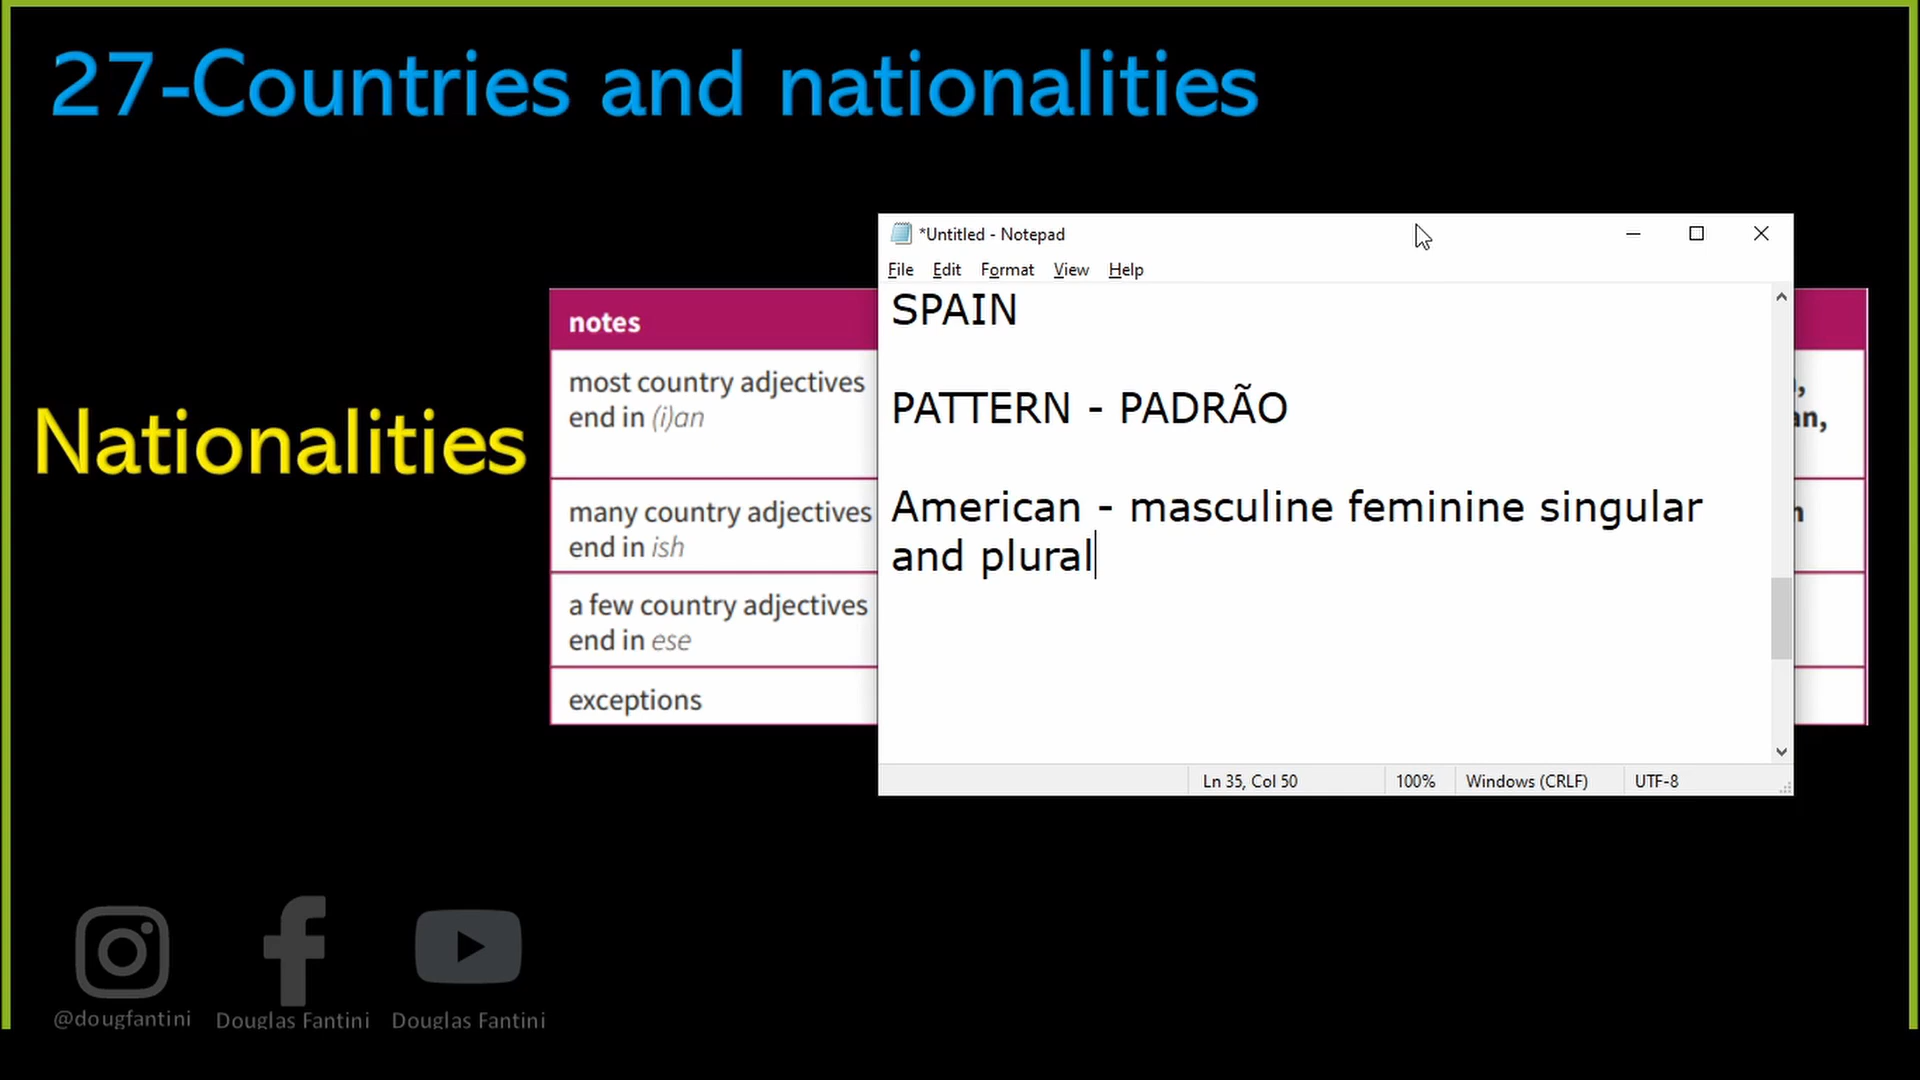 27-Countries and nationalities
Nationalities
notes
most country adjectives
end in (i)an
many country adjectives
end in ish
a few country adjectives
end in ese
exceptions
*Untitled - Notepad
File Edit Format View Help
SPAIN
PATTERN - PADRÃO
American - masculine feminine singular
and plural
Ln 35, Col 50 100% Windows (CRLF) UTF-8
@dougfantini Douglas Fantini Douglas Fantini